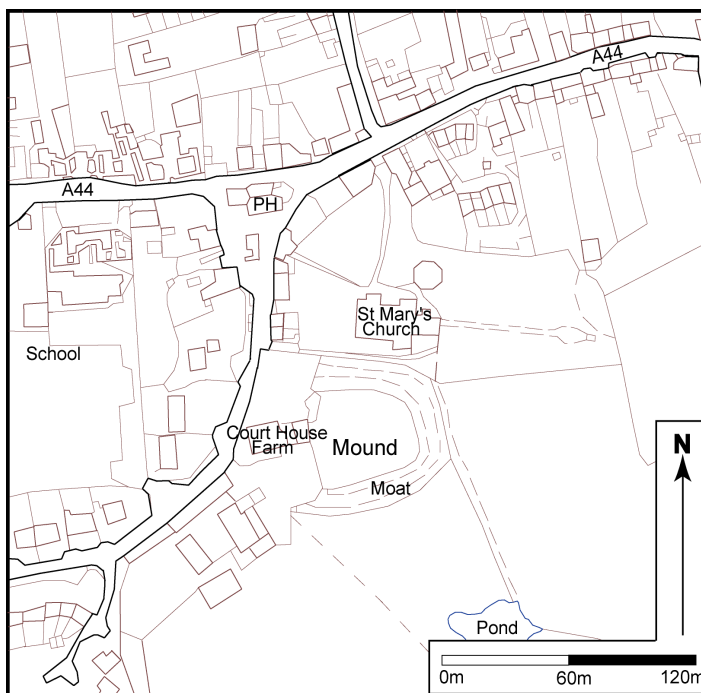 A44
A44
PH
St Mary's
Church
School
Court House
Farm
Mound
Moat
N
Pond
0m 60m 120m